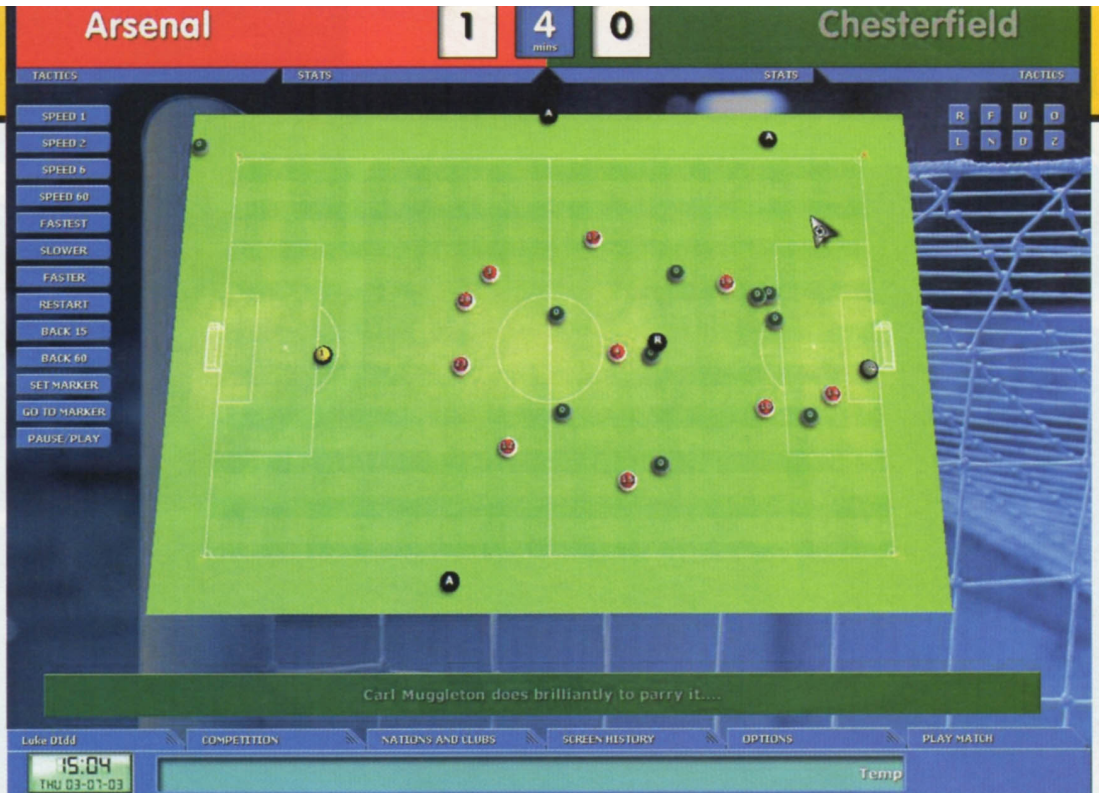 Arsenal
1
4
mins
0
Chesterfield
TACTICS
STATS
STATS
TACTICS
SPEED 1
SPEED 2
SPEED 6
SPEED 60
FASTEST
SLOWER
FASTER
RESTART
BACK 15
BACK 60
SET MARKER
GO TO MARKER
PAUSE/PLAY
R F U O
L N D Z
A
A
R
A
Carl Muggleton does brilliantly to parry it....
COMPETITION
NATIONS AND CLUBS
SCREEN HISTORY
OPTIONS
PLAY MATCH
15:04
THU 03-07-03
Temp